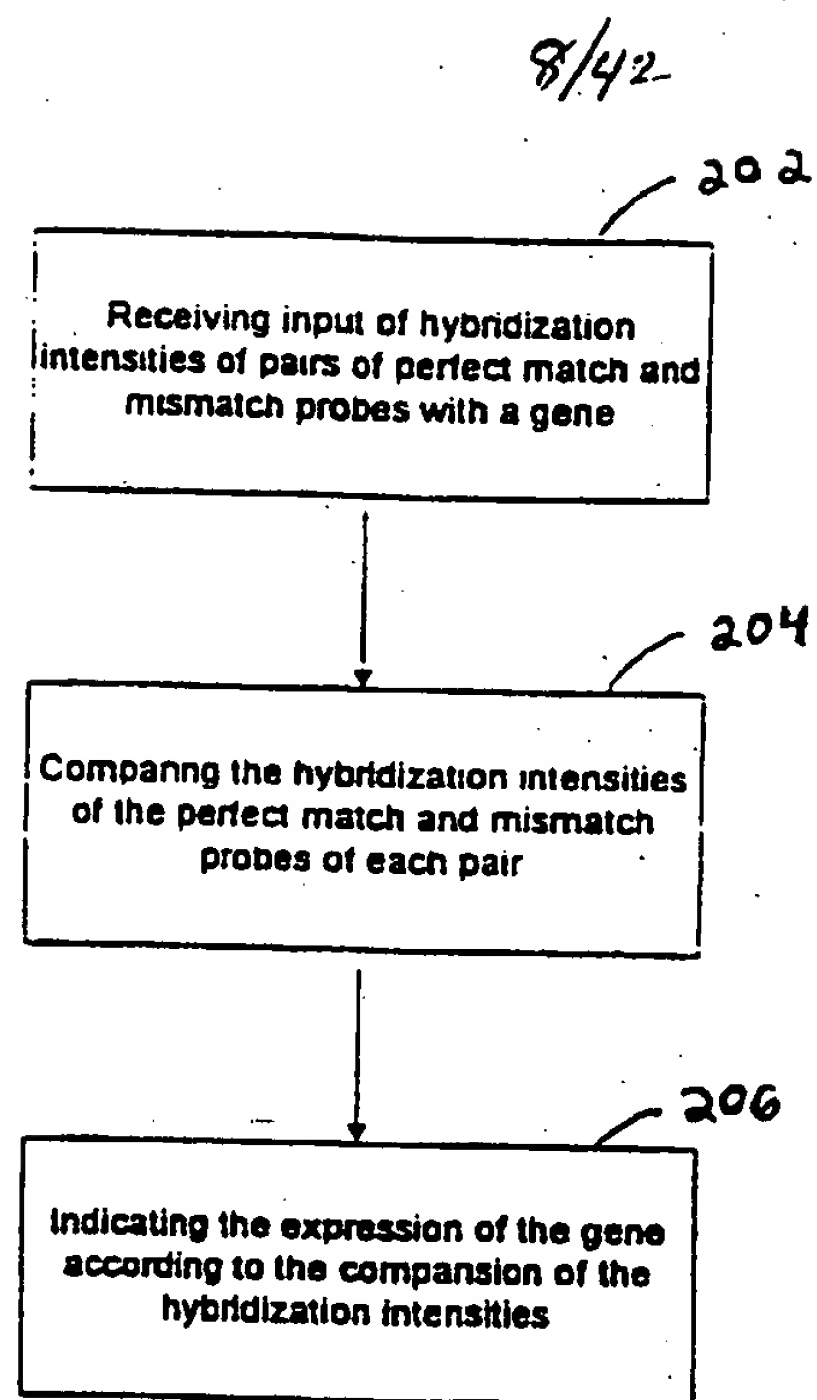 8/42
202
Receiving input of hybridization
intensities of pairs of perfect match and
mismatch probes with a gene
204
Comparing the hybridization intensities
of the perfect match and mismatch
probes of each pair
206
Indicating the expression of the gene
according to the compansion of the
hybridization intensities